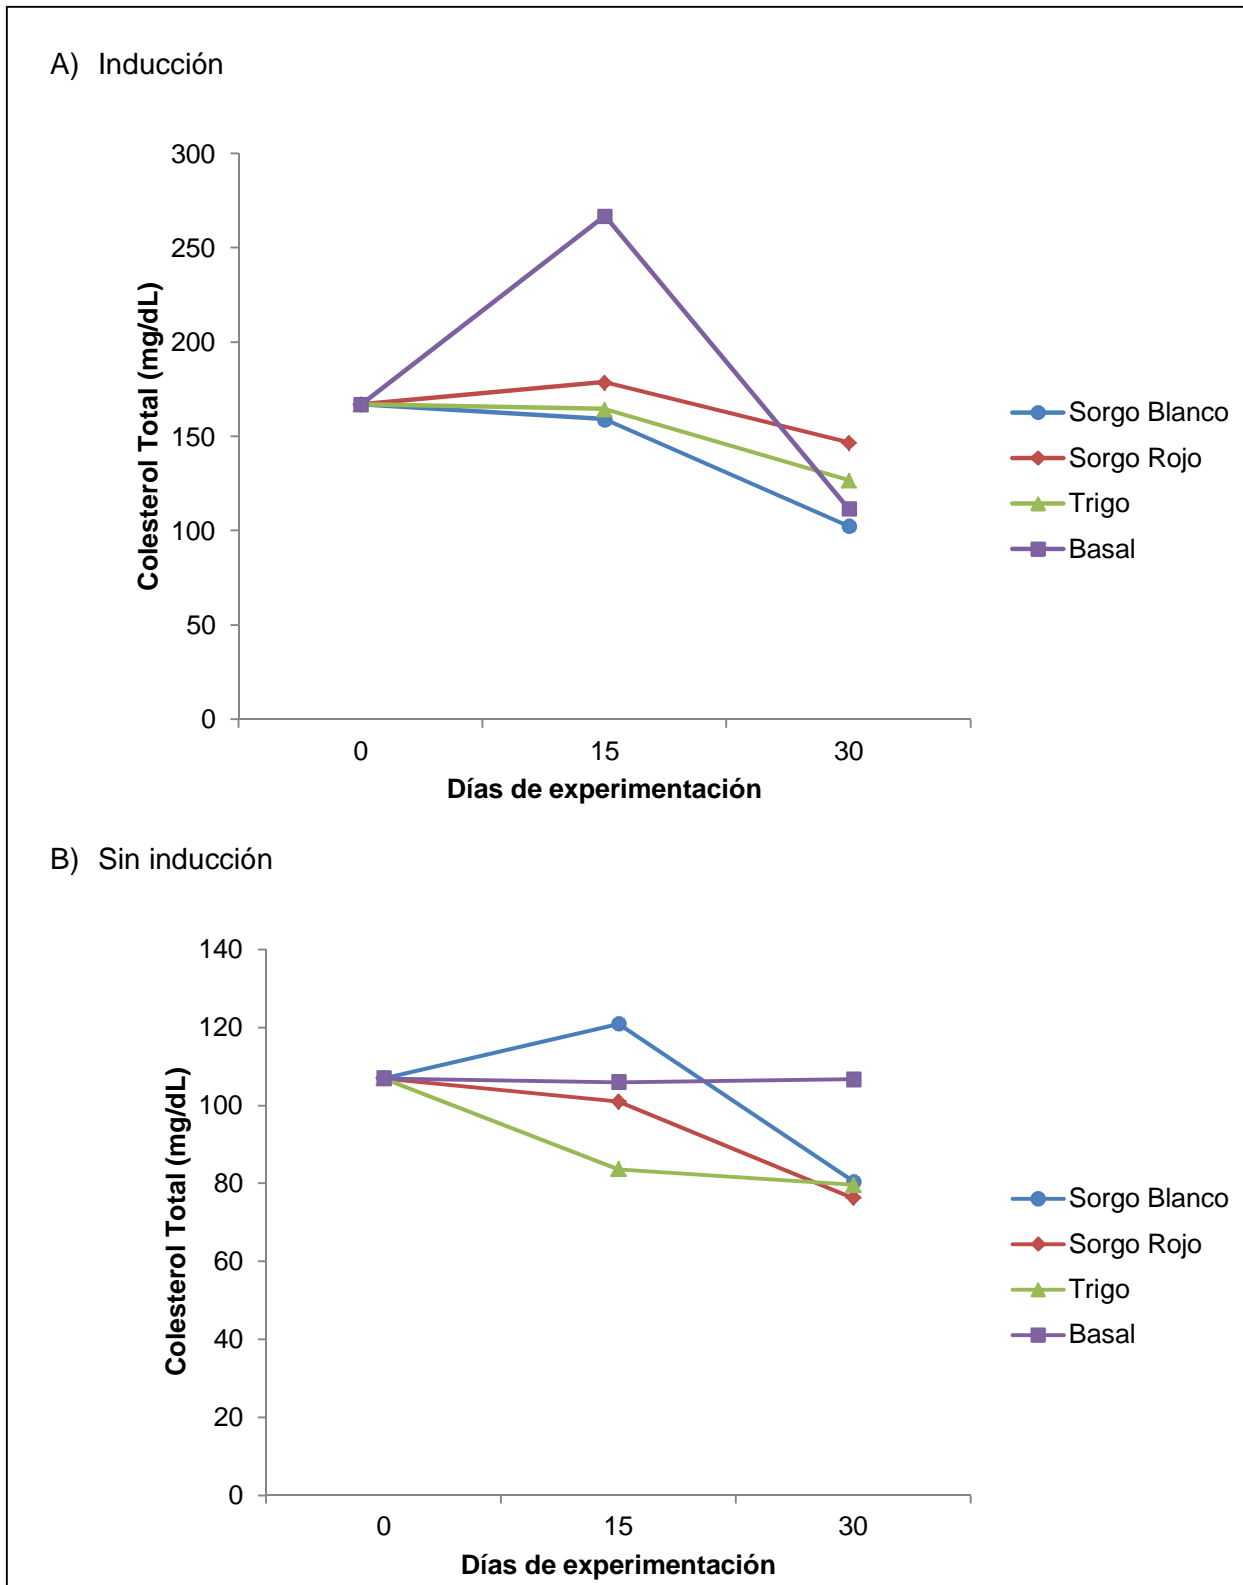 A) Inducción
300
250
200
150
100
50
0
Colesterol Total (mg/dL)
0 15 30
Días de experimentación
Sorgo Blanco
Sorgo Rojo
Trigo
Basal
B) Sin inducción
140
120
100
80
60
40
20
0
Colesterol Total (mg/dL)
0 15 30
Días de experimentación
Sorgo Blanco
Sorgo Rojo
Trigo
Basal